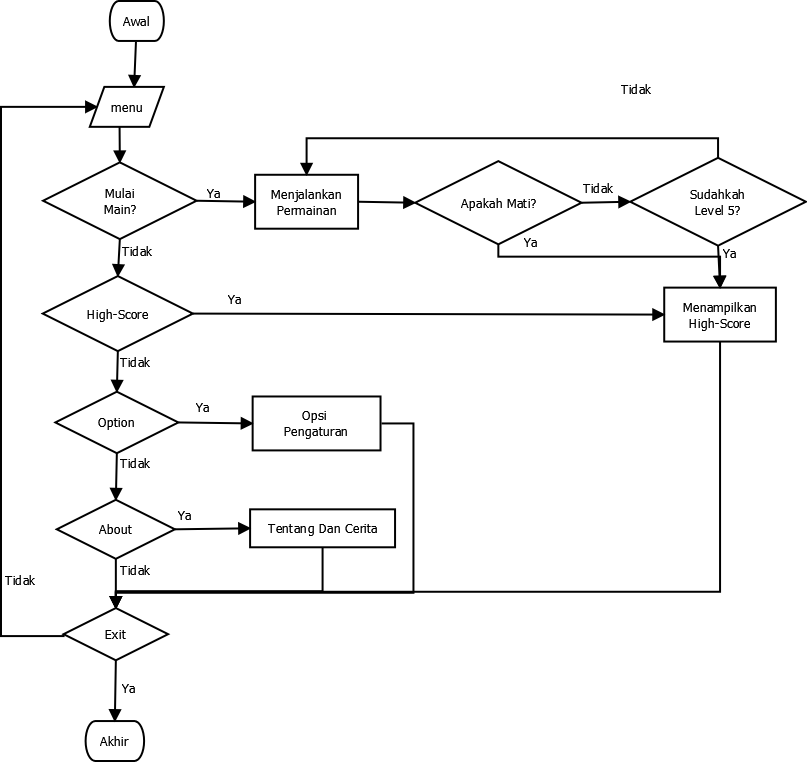 Awal
menu
Tidak
Mulai
Main?
Ya
Menjalankan
Permainan
Apakah Mati?
Tidak
Sudahkah
Level 5?
Ya
Ya
Tidak
High-Score
Ya
Menampilkan
High-Score
Tidak
Option
Ya
Opsi
Pengaturan
Tidak
About
Ya
Tentang Dan Cerita
Tidak
Tidak
Exit
Ya
Akhir